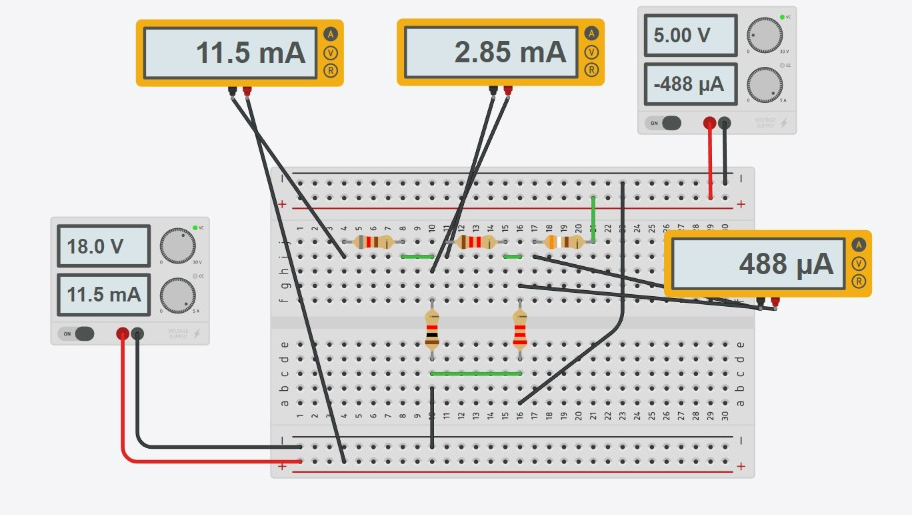 11.5 mA
A
V
R
2.85 mA
A
V
R
5.00 V
-488 µA
ON
18.0 V
11.5 mA
ON
488 µA
A
V
R
1 2 3 4 5 6 7 8 9 10 11 12 13 14 15 16 17 18 19 20 21 22 23 24 25 26 27 28 29 30
j
i
h
g
f
e e
d d
c c
b b
a a
1 2 3 4 5 6 7 8 9 10 11 12 13 14 15 16 17 18 19 20 21 22 23 24 25 26 27 28 29 30